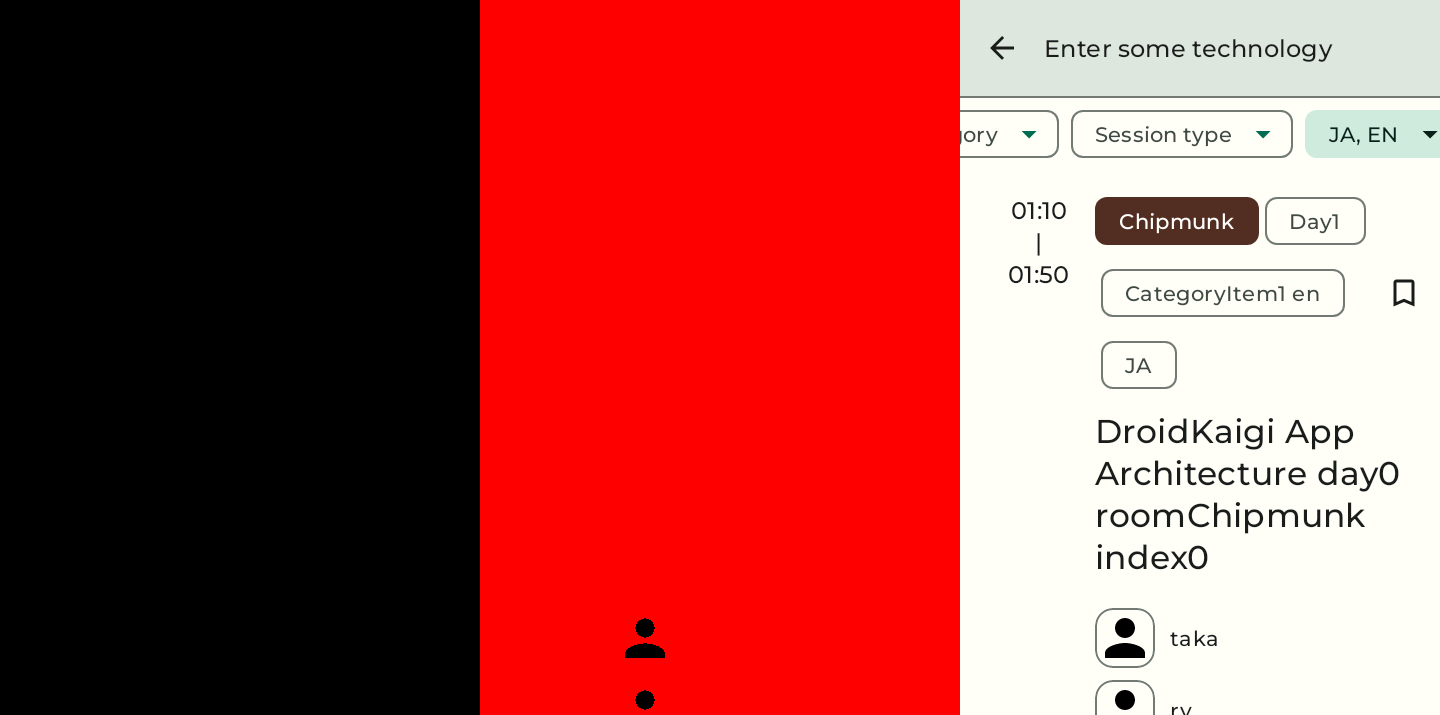 Enter some technology
gory
Session type
JA, EN
01:10
|
01:50
Chipmunk
Day1
CategoryItem1 en
JA
DroidKaigi App
Architecture day0
roomChipmunk
index0
taka
ry